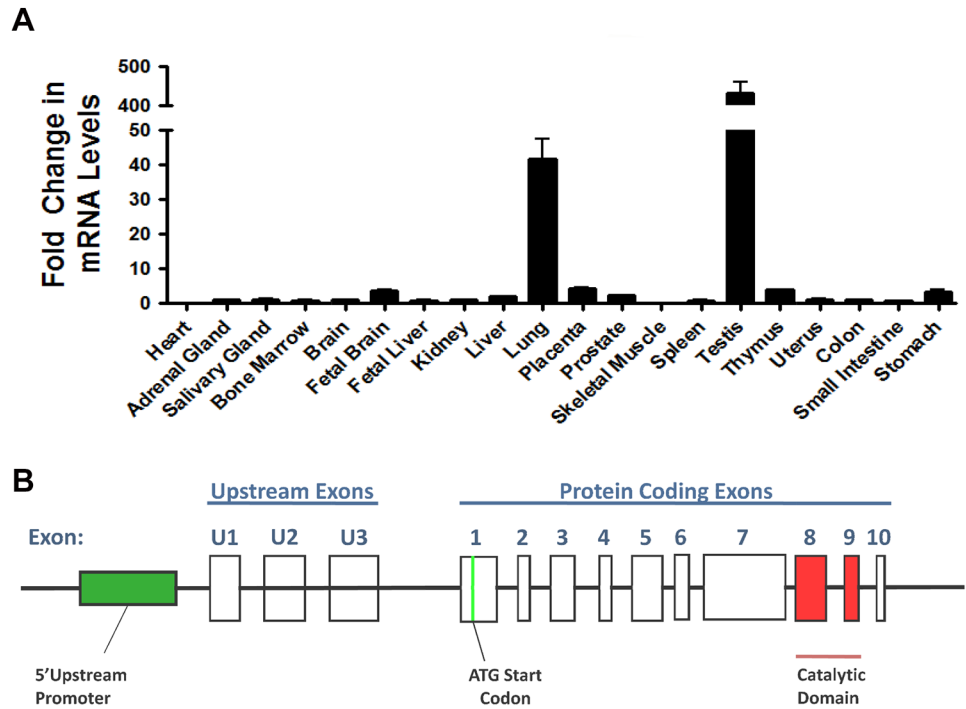 A
Fold Change in
mRNA Levels
500
400
50
40
30
20
10
0
Heart
Adrenal Gland
Salivary Gland
Bone Marrow
Brain
Fetal Brain
Fetal Liver
Kidney
Liver
Lung
Placenta
Prostate
Skeletal Muscle
Spleen
Testis
Thymus
Uterus
Colon
Small Intestine
Stomach
B
Upstream Exons
Protein Coding Exons
Exon: U1 U2 U3 1 2 3 4 5 6 7 8 9 10
5'Upstream
Promoter
ATG Start
Codon
Catalytic
Domain